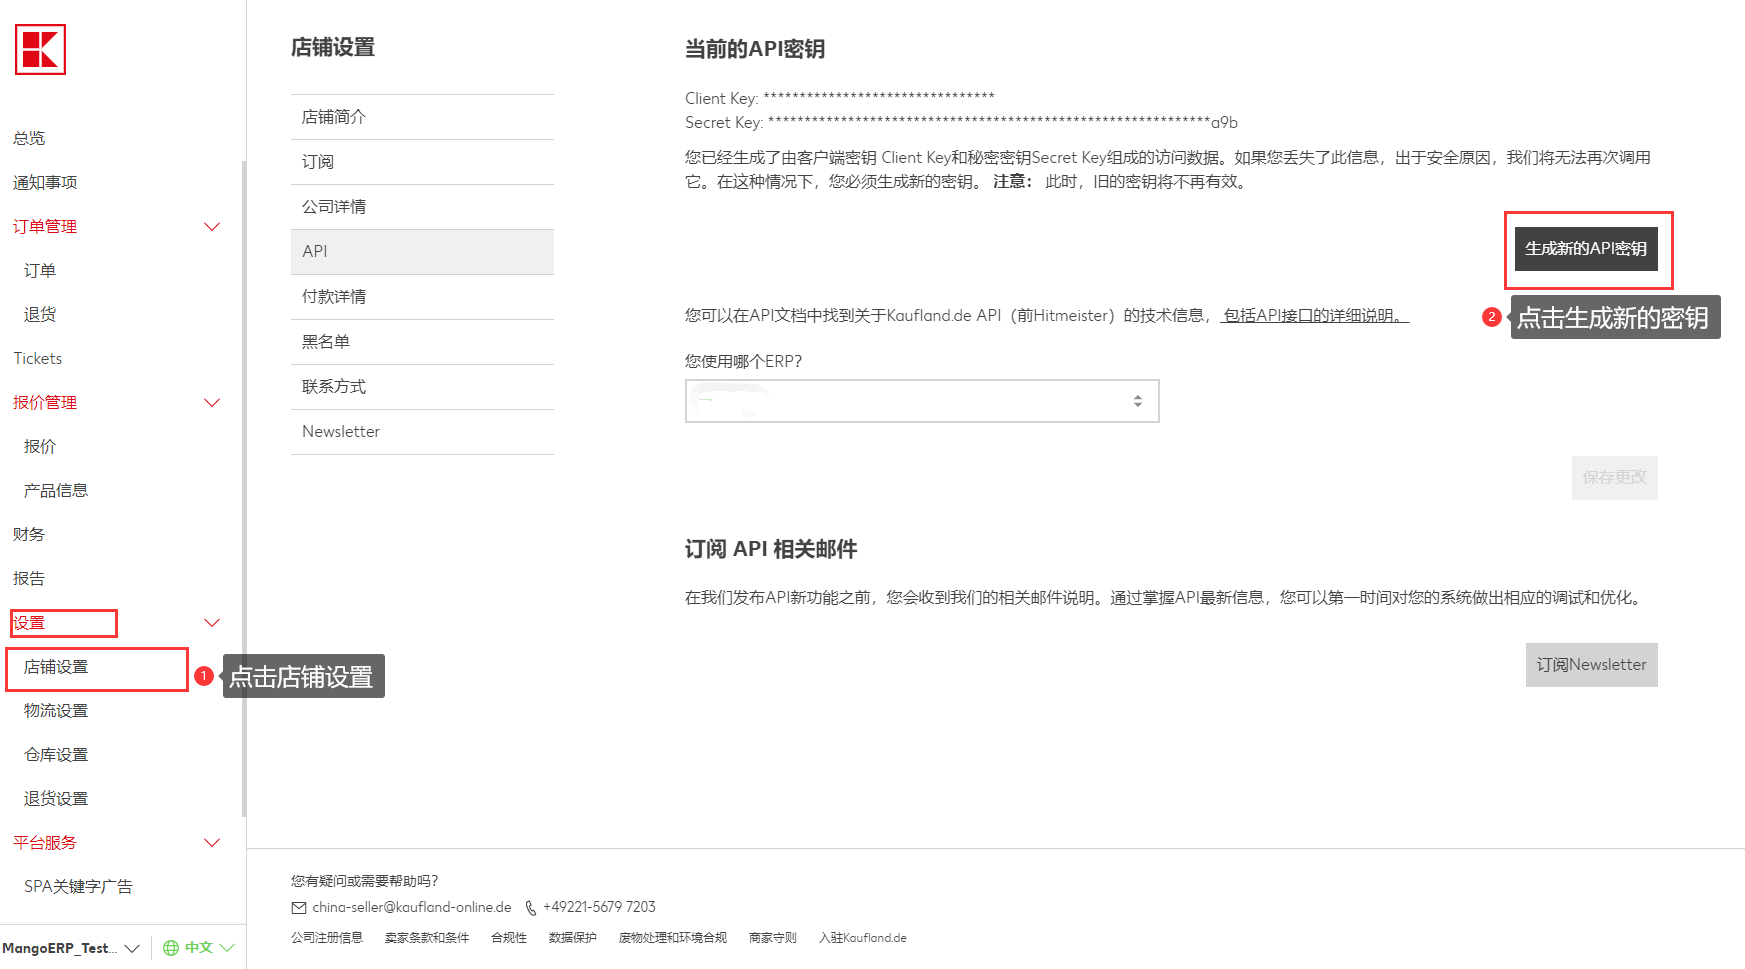 总览
通知事项
订单管理
订单
退货
Tickets
报价管理
报价
产品信息
财务
报告
设置
店铺设置
物流设置
仓库设置
退货设置
平台服务
SPA关键字广告
MangoERP_Test...
中文
1
点击店铺设置
店铺设置
店铺简介
订阅
公司详情
API
付款详情
黑名单
联系方式
Newsletter
当前的API密钥
Client Key: ********************************
Secret Key: *************************************************************a9b
您已经生成了由客户端密钥 Client Key和秘密密钥Secret Key组成的访问数据。如果您丢失了此信息，出于安全原因，我们将无法再次调用
它。在这种情况下，您必须生成新的密钥。 注意： 此时，旧的密钥将不再有效。
生成新的API密钥
2
点击生成新的密钥
您可以在API文档中找到关于Kaufland.de API（前Hitmeister）的技术信息， 包括API接口的详细说明。
您使用哪个ERP？
保存更改
订阅 API 相关邮件
在我们发布API新功能之前，您会收到我们的相关邮件说明。通过掌握API最新信息，您可以第一时间对您的系统做出相应的调试和优化。
订阅Newsletter
您有疑问或需要帮助吗？
china-seller@kaufland-online.de +49221-5679 7203
公司注册信息 卖家条款和条件 合规性 数据保护 废物处理和环境合规 商家守则 入驻Kaufland.de